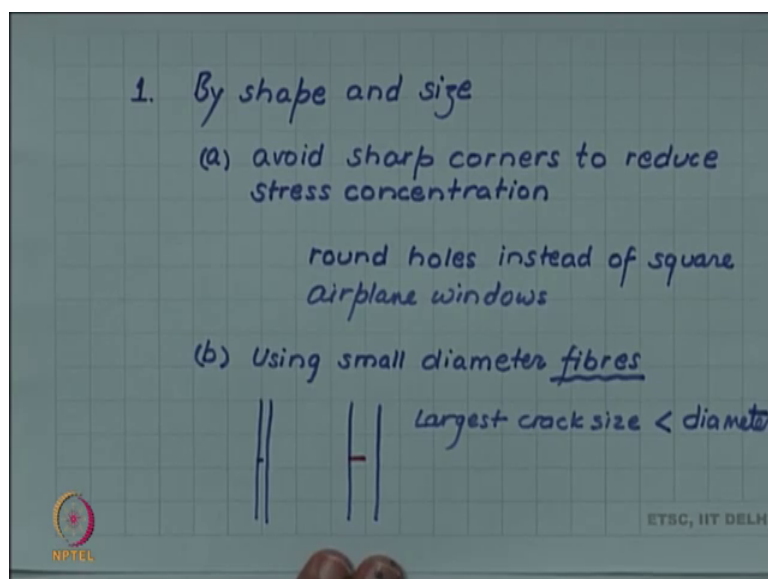 1. By shape and size
(a) avoid sharp corners to reduce
stress concentration
round holes instead of square
airplane windows
(b) Using small diameter fibres
Largest crack size < diamete
ETSC, IIT DELH
NPTEL